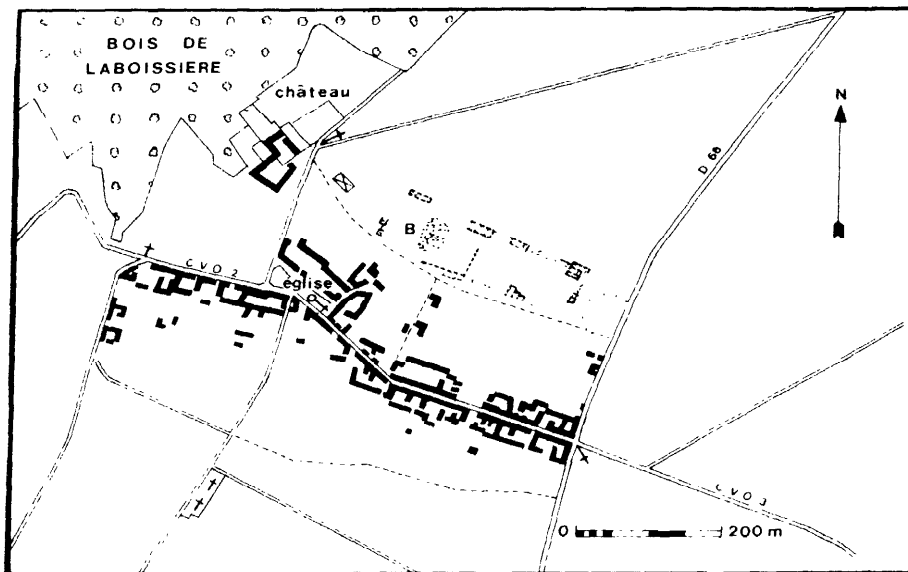 BOIS DE
LABOISSIERE
château
N
D 68
B
C V O 2
église
C V O 3
0 200 m